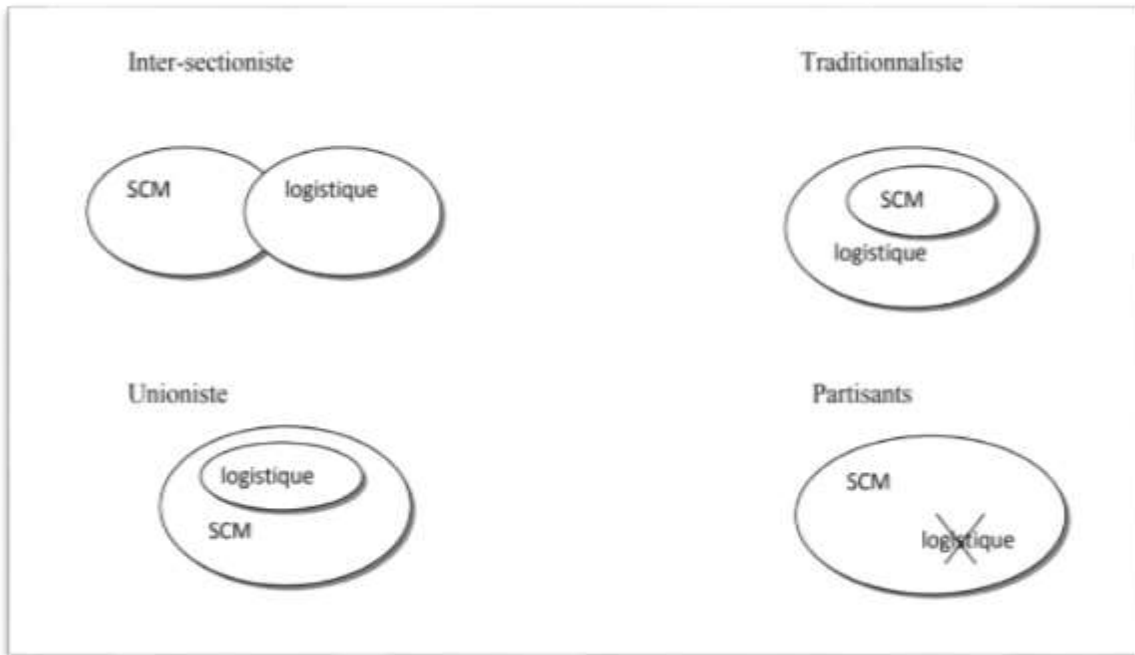 Inter-sectioniste
Traditionnaliste
SCM
logistique
SCM
logistique
Unioniste
Partisants
logistique
SCM
SCM
logistique